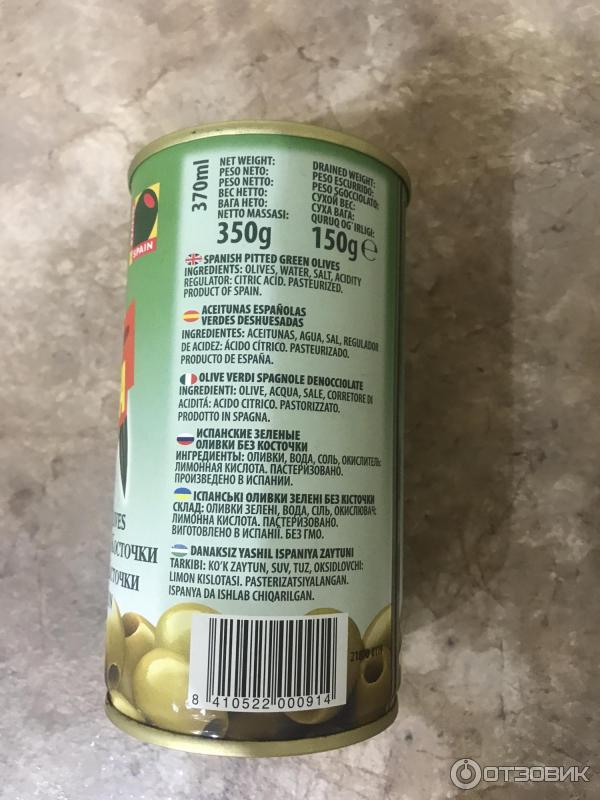 370ml
NET WEIGHT:
PESO NETO:
PESO NETTO:
ВЕС НЕТТО:
ВАГА НЕТО:
NETTO MASSASI:
350g
DRAINED WEIGHT:
PESO ESCURRIDO:
PESO SGOCCIOLATO:
СУХОЙ ВЕС:
СУХА ВАГА:
QURUQ OG`IRLIGI:
150g ℮
SPAIN
SPANISH PITTED GREEN OLIVES
INGREDIENTS: OLIVES, WATER, SALT, ACIDITY
REGULATOR: CITRIC ACID. PASTEURIZED.
PRODUCT OF SPAIN.
ACEITUNAS ESPAÑOLAS
VERDES DESHUESADAS
INGREDIENTES: ACEITUNAS, AGUA, SAL, REGULADOR
DE ACIDEZ: ÁCIDO CÍTRICO. PASTEURIZADO.
PRODUCTO DE ESPAÑA.
OLIVE VERDI SPAGNOLE DENOCCIOLATE
INGREDIENTI: OLIVE, ACQUA, SALE, CORRETORE DI
ACIDITÁ: ACIDO CITRICO. PASTORIZZATO.
PRODOTTO IN SPAGNA.
ИСПАНСКИЕ ЗЕЛЕНЫЕ
ОЛИВКИ БЕЗ КОСТОЧКИ
ИНГРЕДИЕНТЫ: ОЛИВКИ, ВОДА, СОЛЬ, ОКИСЛИТЕЛЬ:
ЛИМОННАЯ КИСЛОТА. ПАСТЕРИЗОВАНО.
ПРОИЗВЕДЕНО В ИСПАНИИ.
ІСПАНСЬКІ ОЛИВКИ ЗЕЛЕНІ БЕЗ КІСТОЧКИ
СКЛАД: ОЛИВКИ ЗЕЛЕНІ, ВОДА, СІЛЬ, ОКИСЛЮВАЧ:
ЛИМОННА КИСЛОТА. ПАСТЕРИЗОВАНО.
ВИГОТОВЛЕНО В ИСПАНІЇ. БЕЗ ГМО.
DANAKSIZ YASHIL ISPANIYA ZAYTUNI
TARKIBI: KO'K ZAYTUN, SUV, TUZ, OKSIDLOVCHI:
LIMON KISLOTASI. PASTERIZATSIYALANGAN.
ISPANYA DA ISHLAB CHIQARILGAN.
8 410522 000914
ОТЗОВИК